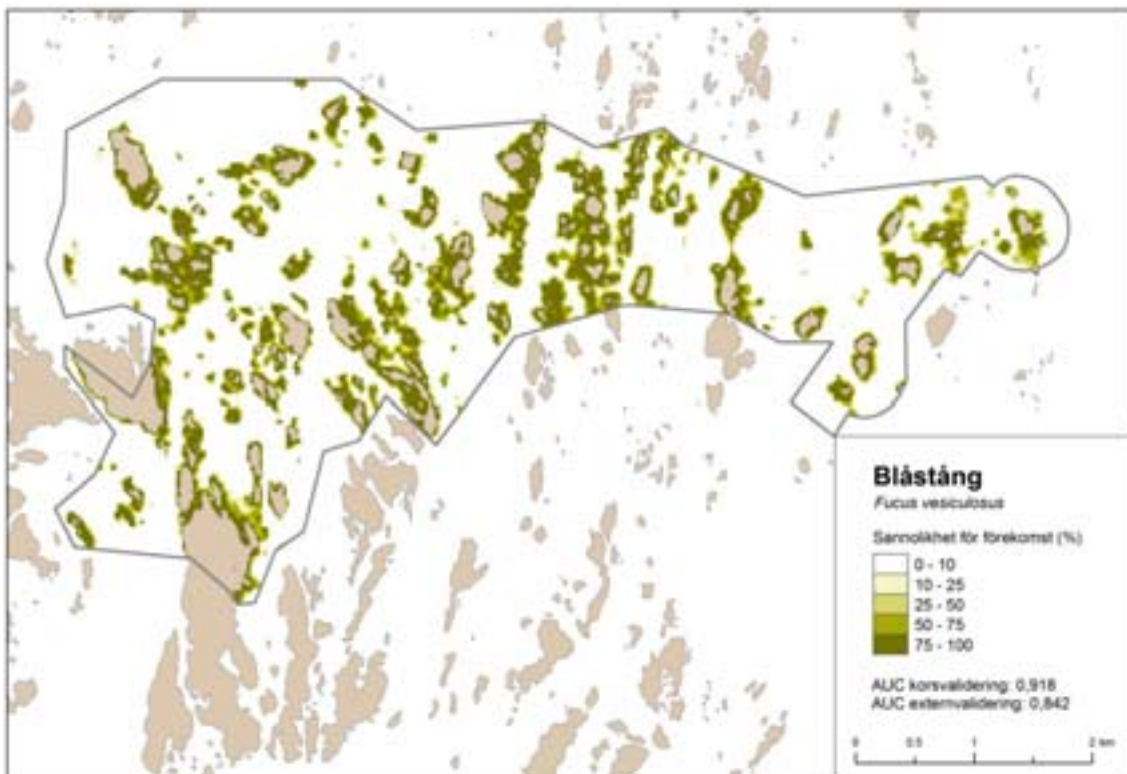 Blåstång
Fucus vesiculosus
Sannolikhet för förekomst (%)
0 - 10
10 - 25
25 - 50
50 - 75
75 - 100
AUC korsvalidering: 0,918
AUC externvalidering: 0,842
0 0.5 1 2 km